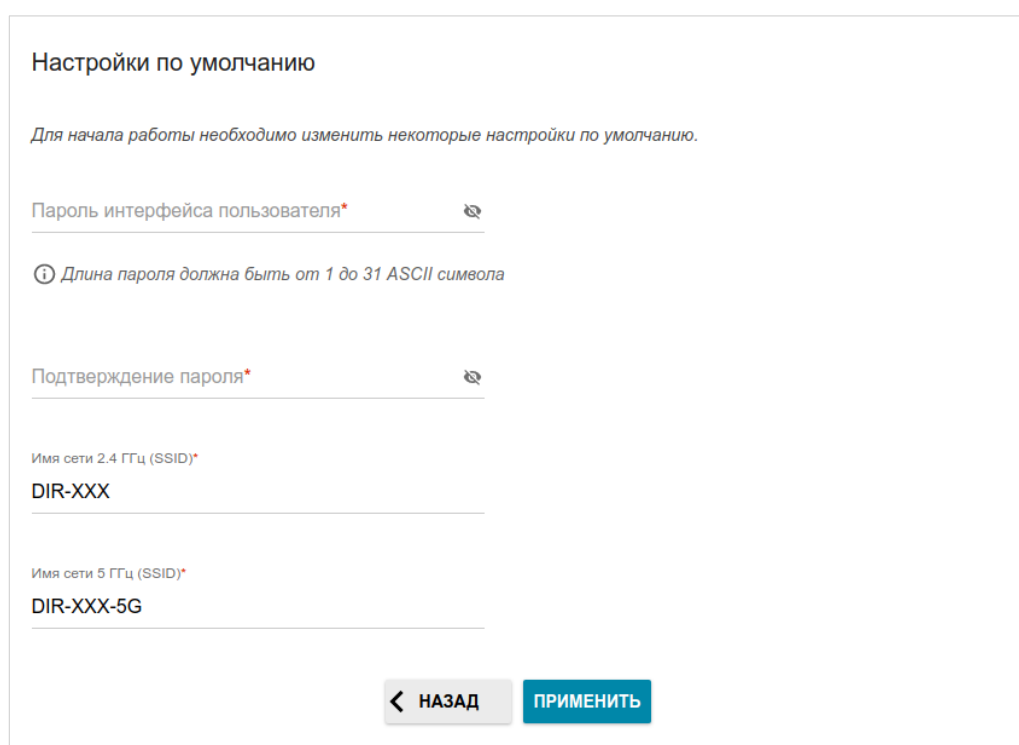 Настройки по умолчанию
Для начала работы необходимо изменить некоторые настройки по умолчанию.
Пароль интерфейса пользователя*
Длина пароля должна быть от 1 до 31 ASCII символа
Подтверждение пароля*
Имя сети 2.4 ГГц (SSID)*
DIR-XXX
Имя сети 5 ГГц (SSID)*
DIR-XXX-5G
НАЗАД ПРИМЕНИТЬ